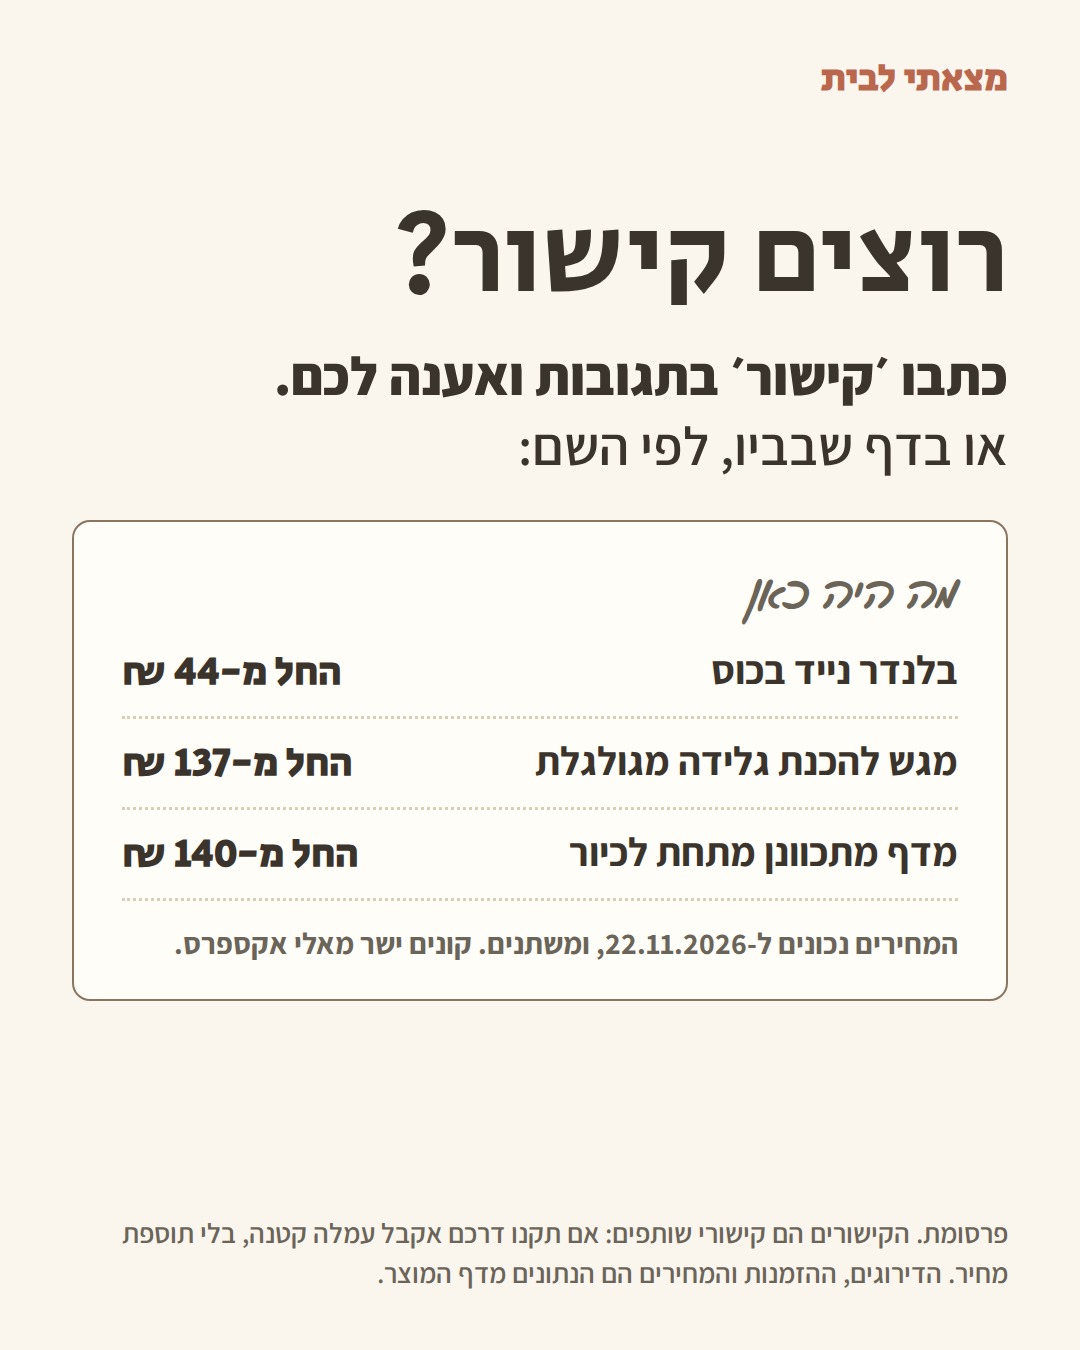 מצאתי לבית
רוצים קישור?
כתבו ׳קישור׳ בתגובות ואענה לכם.
או בדף שבביו, לפי השם:
מה היה כאן
בלנדר נייד בכוס החל מ־44 ₪
מגש להכנת גלידה מגולגלת החל מ־137 ₪
מדף מתכוונן מתחת לכיור החל מ־140 ₪
המחירים נכונים ל-22.11.2026, ומשתנים. קונים ישר מאלי אקספרס.
פרסומת. הקישורים הם קישורי שותפים: אם תקנו דרכם אקבל עמלה קטנה, בלי תוספת
מחיר. הדירוגים, ההזמנות והמחירים הם הנתונים מדף המוצר.